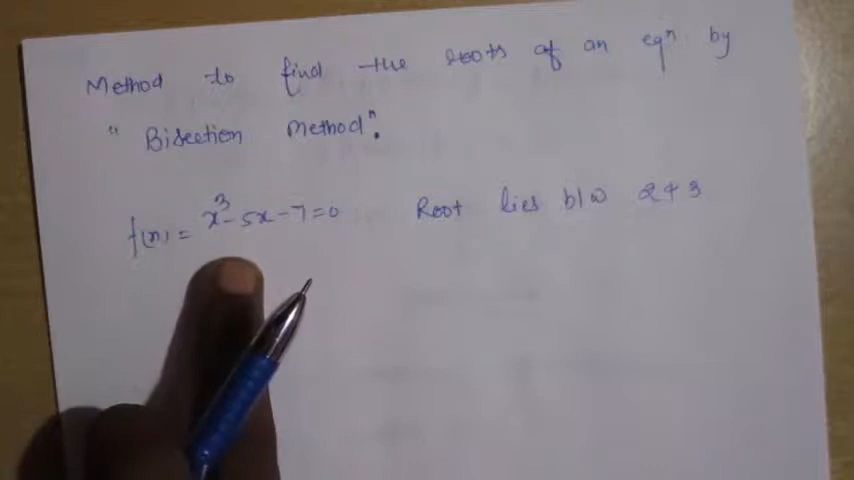 Method to find the roots of an eqn by
" Bisection Method".
f(x) = x³-5x-7=0 Root lies b/w 2 & 3